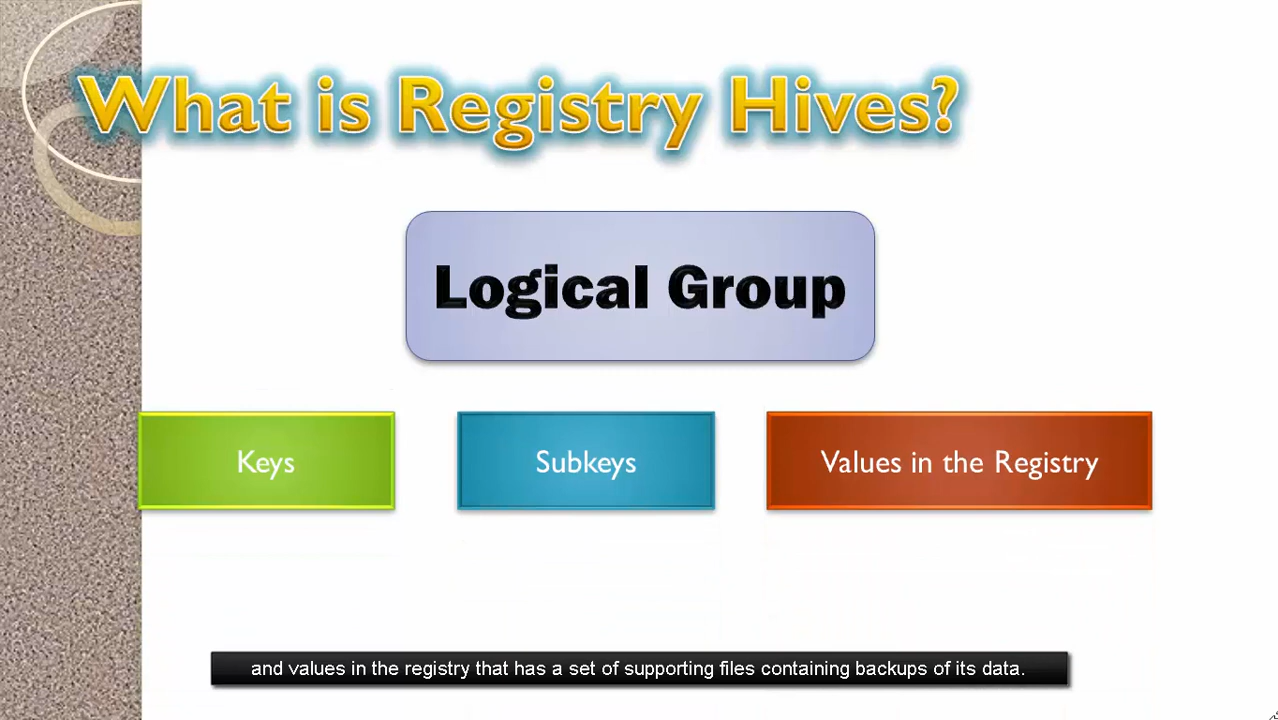 What is Registry Hives?
Logical Group
Keys
Subkeys
Values in the Registry
and values in the registry that has a set of supporting files containing backups of its data.